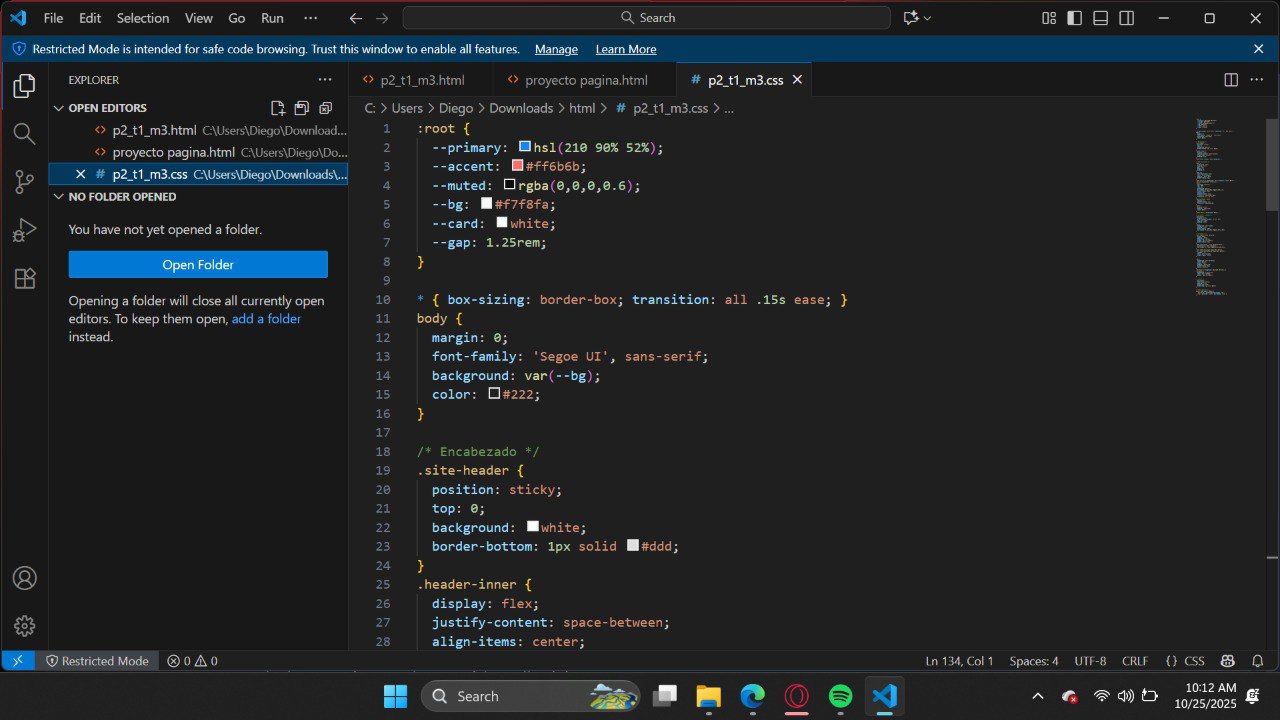 File Edit Selection View Go Run ... Search
Restricted Mode is intended for safe code browsing. Trust this window to enable all features. Manage Learn More
EXPLORER
p2_t1_m3.html proyecto pagina.html # p2_t1_m3.css
OPEN EDITORS
C: > Users > Diego > Downloads > html > # p2_t1_m3.css > ...
p2_t1_m3.html C:\Users\Diego\Download...
proyecto pagina.html C:\Users\Diego\Do...
# p2_t1_m3.css C:\Users\Diego\Downloads\...
NO FOLDER OPENED
You have not yet opened a folder.
Open Folder
Opening a folder will close all currently open
editors. To keep them open, add a folder
instead.
1 :root {
2 --primary: hsl(210 90% 52%);
3 --accent: #ff6b6b;
4 --muted: rgba(0,0,0,0.6);
5 --bg: #f7f8fa;
6 --card: white;
7 --gap: 1.25rem;
8 }
9
10 * { box-sizing: border-box; transition: all .15s ease; }
11 body {
12 margin: 0;
13 font-family: 'Segoe UI', sans-serif;
14 background: var(--bg);
15 color: #222;
16 }
17
18 /* Encabezado */
19 .site-header {
20 position: sticky;
21 top: 0;
22 background: white;
23 border-bottom: 1px solid #ddd;
24 }
25 .header-inner {
26 display: flex;
27 justify-content: space-between;
28 align-items: center;
Restricted Mode 0 0 Ln 134, Col 1 Spaces: 4 UTF-8 CRLF {} CSS
Search
10:12 AM
10/25/2025